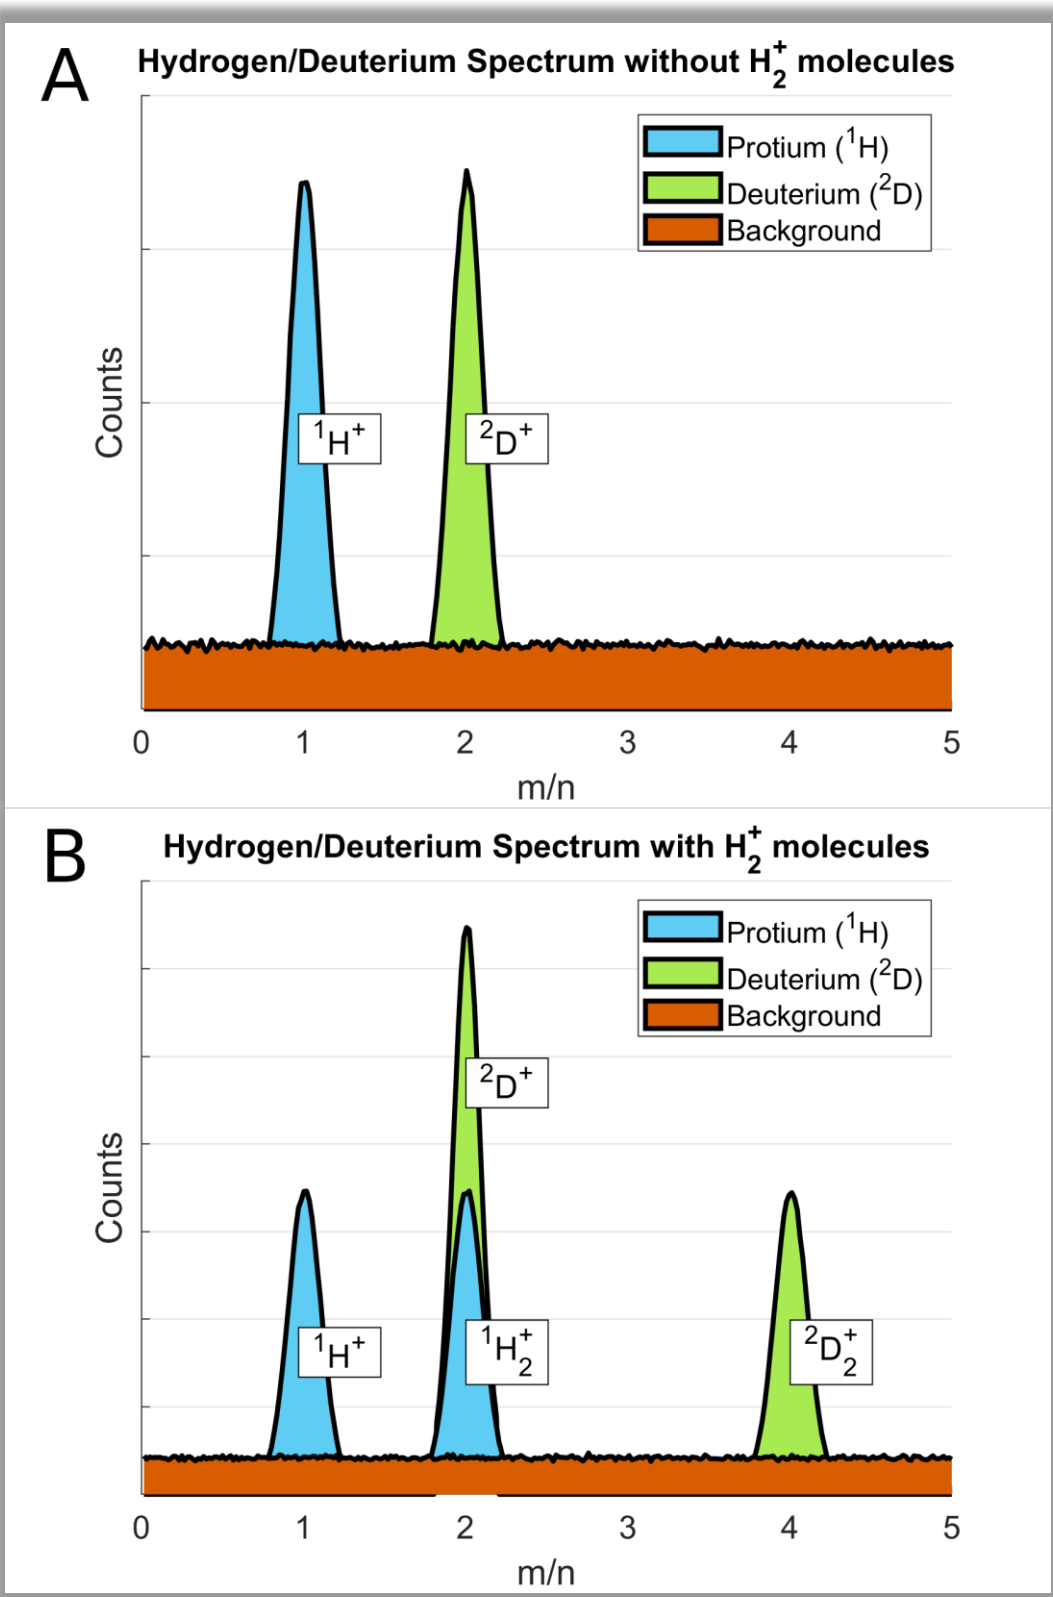 A
Hydrogen/Deuterium Spectrum without H₂⁺ molecules
Protium (¹H)
Deuterium (²D)
Background
¹H⁺
²D⁺
Counts
0 1 2 3 4 5
m/n
B
Hydrogen/Deuterium Spectrum with H₂⁺ molecules
Protium (¹H)
Deuterium (²D)
Background
²D⁺
¹H⁺
¹H₂⁺
²D₂⁺
Counts
0 1 2 3 4 5
m/n